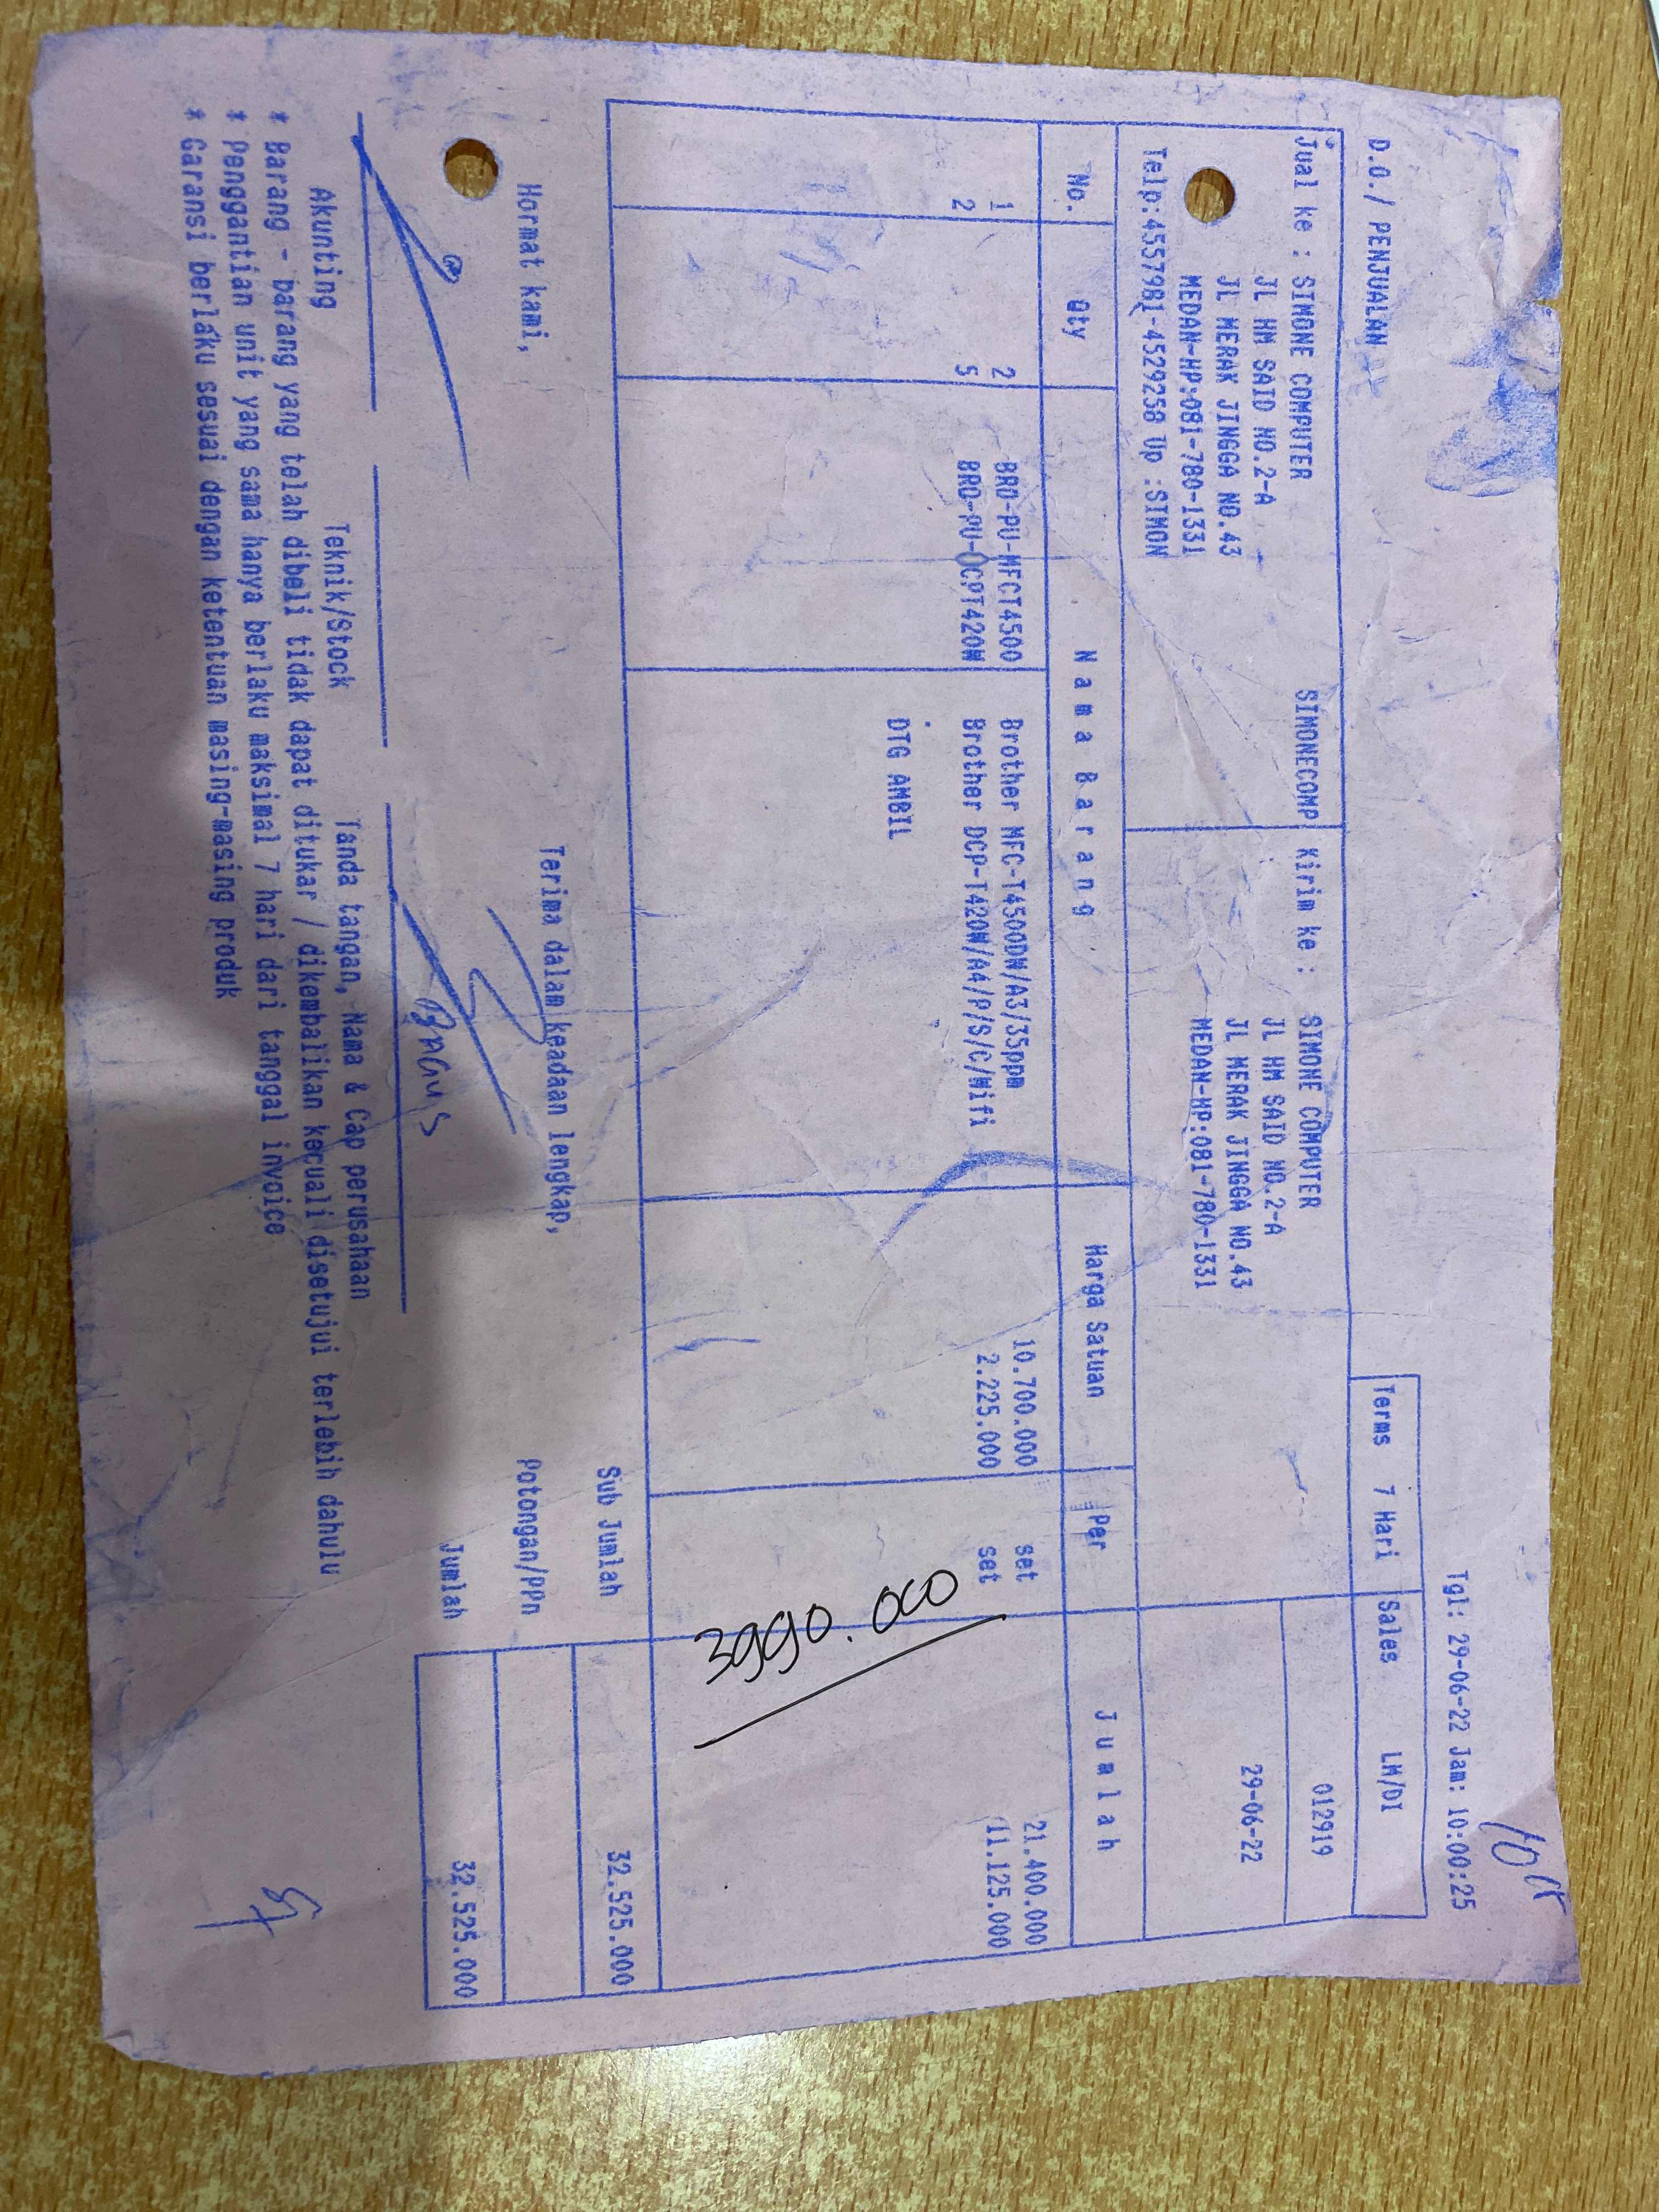 D.O./ PENJUALAN
Tgl: 29-06-22 Jam: 10:00:25
Terms 7 Hari Sales LM/DI
Jual ke : SIMONE COMPUTER SIMONECOMP
JL HM SAID NO.2-A
JL MERAK JINGGA NO.43
MEDAN-HP:081-780-1331
Telp:4557981-4529258 Up :SIMON
Kirim ke : SIMONE COMPUTER
JL HM SAID NO.2-A
JL MERAK JINGGA NO.43
MEDAN-HP:081-780-1331
012919
29-06-22
No. Qty Nama Barang Harga Satuan Per Jumlah
1 2 BRO-PU-MFCT4500 Brother MFC-T4500DW/A3/35ppm 10.700.000 set 21.400.000
2 5 BRO-PU-DCPT420W Brother DCP-T420W/A4/P/S/C/Wifi 2.225.000 set 11.125.000
DTG AMBIL
3990.000
Sub Jumlah 32.525.000
Potongan/PPn
Jumlah 32.525.000
Hormat kami, Terima dalam keadaan lengkap,
Akunting Teknik/Stock Tanda tangan, Nama & Cap perusahaan
* Barang - barang yang telah dibeli tidak dapat ditukar / dikembalikan kecuali disetujui terlebih dahulu
* Penggantian unit yang sama hanya berlaku maksimal 7 hari dari tanggal invoice
* Garansi berlaku sesuai dengan ketentuan masing-masing produk